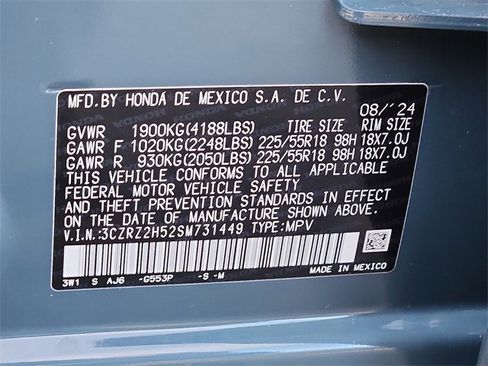 MFD.BY HONDA DE MEXICO S.A. DE C.V.
08/´24
GVWR 1900KG(4188LBS) TIRE SIZE RIM SIZE
GAWR F 1020KG(2248LBS) 225/55R18 98H 18X7.0J
GAWR R 930KG(2050LBS) 225/55R18 98H 18X7.0J
THIS VEHICLE CONFORMS TO ALL APPLICABLE
FEDERAL MOTOR VEHICLE SAFETY
AND THEFT PREVENTION STANDARDS IN EFFECT
ON THE DATE OF MANUFACTURE SHOWN ABOVE.
V.I.N:3CZRZ2H52SM731449 TYPE:MPV
3W1 S AJ6 -G553P -S -M
MADE IN MEXICO